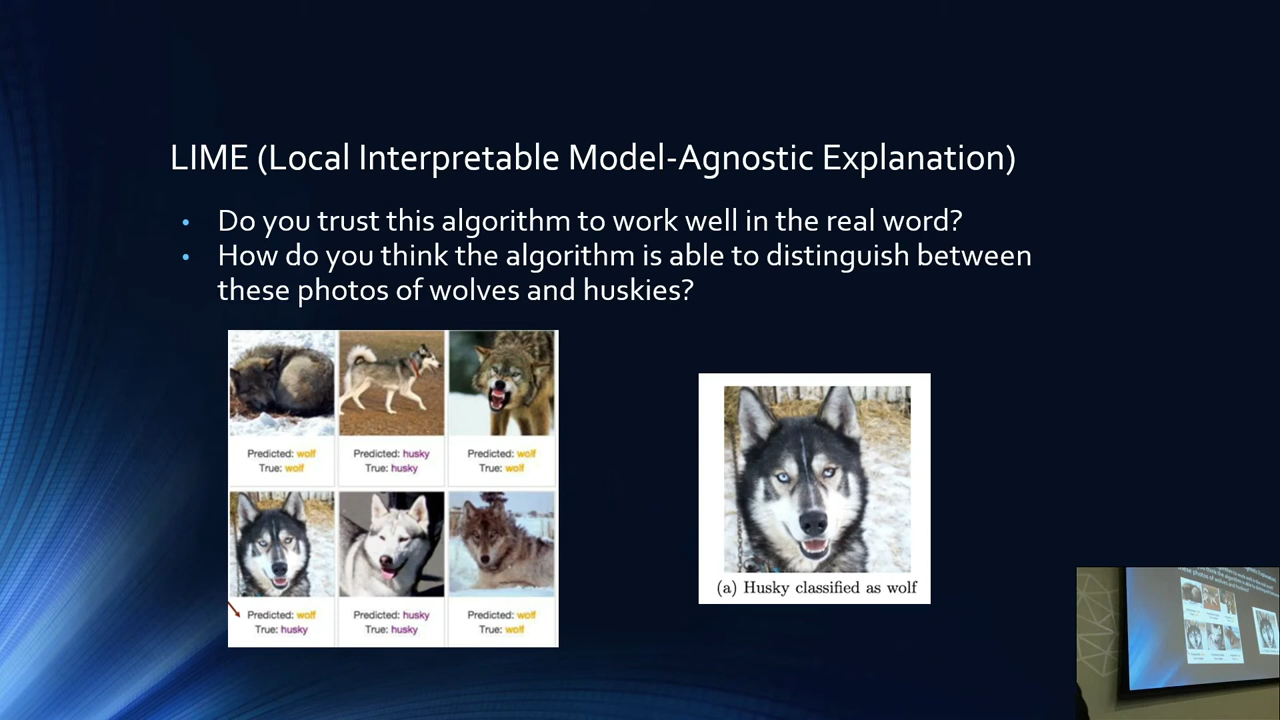 LIME (Local Interpretable Model-Agnostic Explanation)
• Do you trust this algorithm to work well in the real word?
• How do you think the algorithm is able to distinguish between
these photos of wolves and huskies?
Predicted: wolf
True: wolf
Predicted: husky
True: husky
Predicted: wolf
True: wolf
Predicted: wolf
True: husky
Predicted: husky
True: husky
Predicted: wolf
True: wolf
(a) Husky classified as wolf